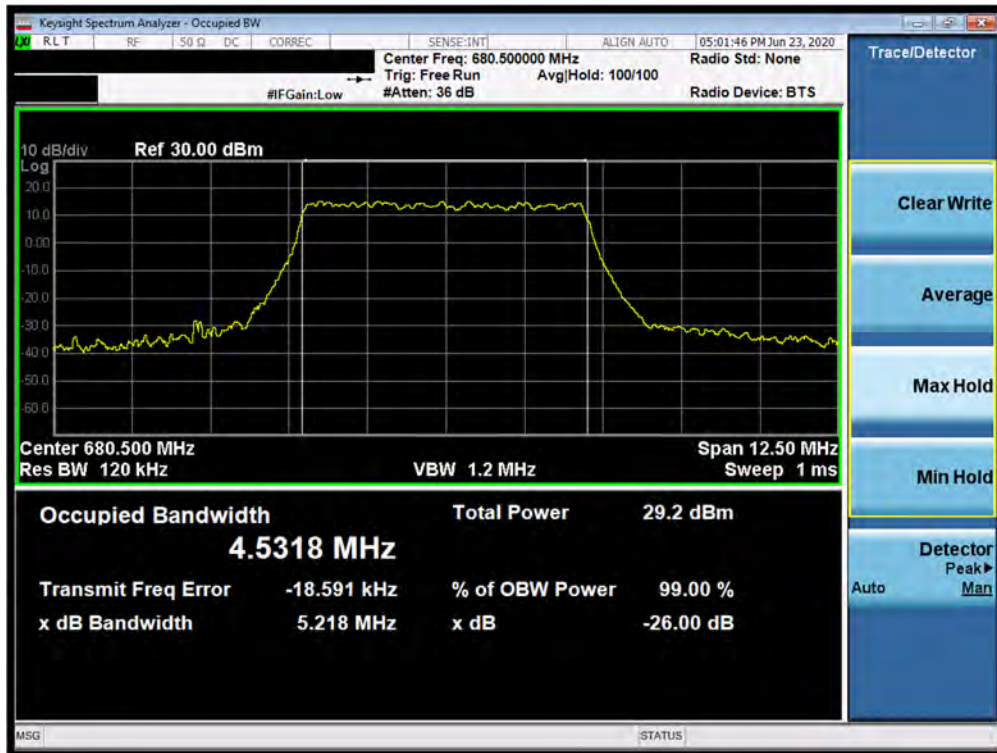 Keysight Spectrum Analyzer - Occupied BW
LXI RLT RF 50 Ω DC CORREC SENSE:INT ALIGN AUTO 05:01:46 PM Jun 23, 2020
Center Freq: 680.500000 MHz Radio Std: None
Trig: Free Run Avg|Hold: 100/100
#IFGain:Low #Atten: 36 dB Radio Device: BTS
Trace/Detector
10 dB/div Ref 30.00 dBm
Log
20.0
10.0
0.00
-10.0
-20.0
-30.0
-40.0
-50.0
-60.0
Center 680.500 MHz Span 12.50 MHz
Res BW 120 kHz VBW 1.2 MHz Sweep 1 ms
Occupied Bandwidth Total Power 29.2 dBm
4.5318 MHz
Transmit Freq Error -18.591 kHz % of OBW Power 99.00 %
x dB Bandwidth 5.218 MHz x dB -26.00 dB
Clear Write
Average
Max Hold
Min Hold
Detector
Peak▶
Auto Man
MSG STATUS